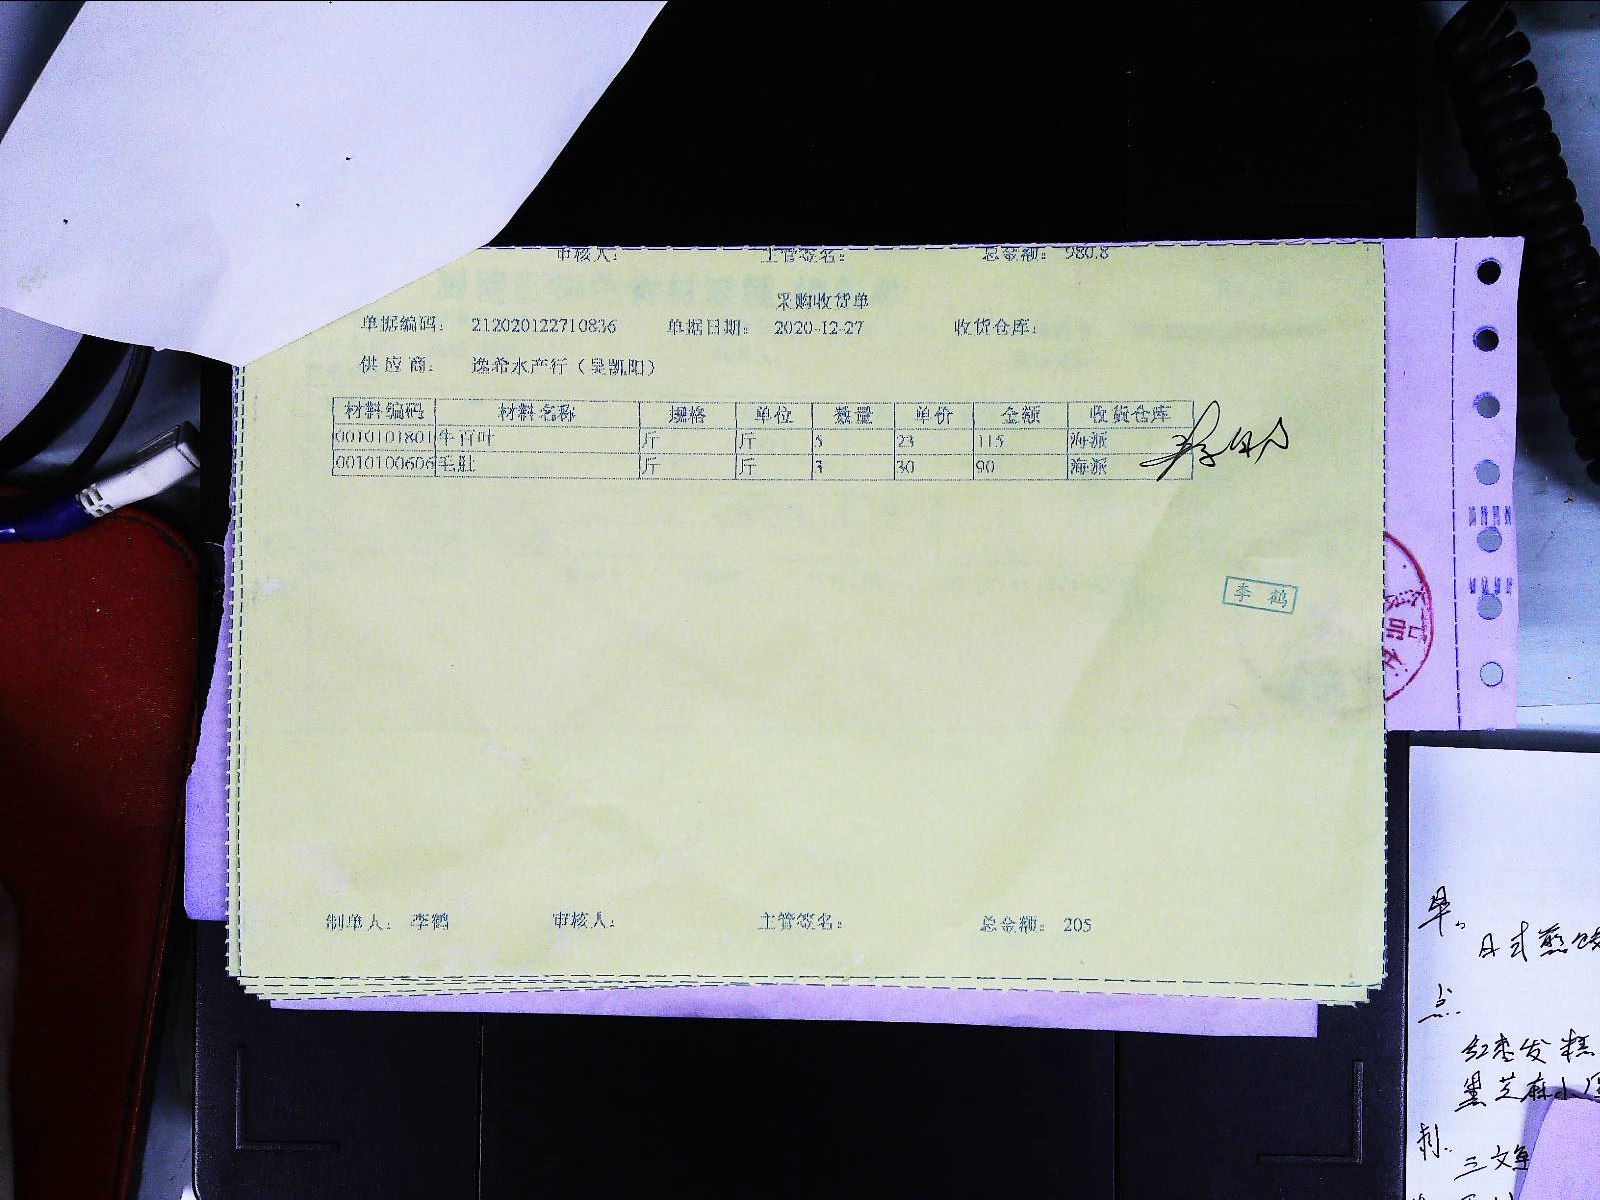 审核人： 主管签名： 总金额： 980.8
采购收货单
单据编码： 212020122710836 单据日期： 2020-12-27 收货仓库：
供应商： 逸希水产行（吴凯阳）
材料编码 材料名称 规格 单位 数量 单价 金额 收货仓库
0010101801 牛百叶 斤 斤 5 23 115 海派
0010100606 毛肚 斤 斤 3 30 90 海派
李鹤
制单人： 李鹤 审核人： 主管签名： 总金额： 205
早。
日式煎饺
点.
红枣发糕
黑芝麻小